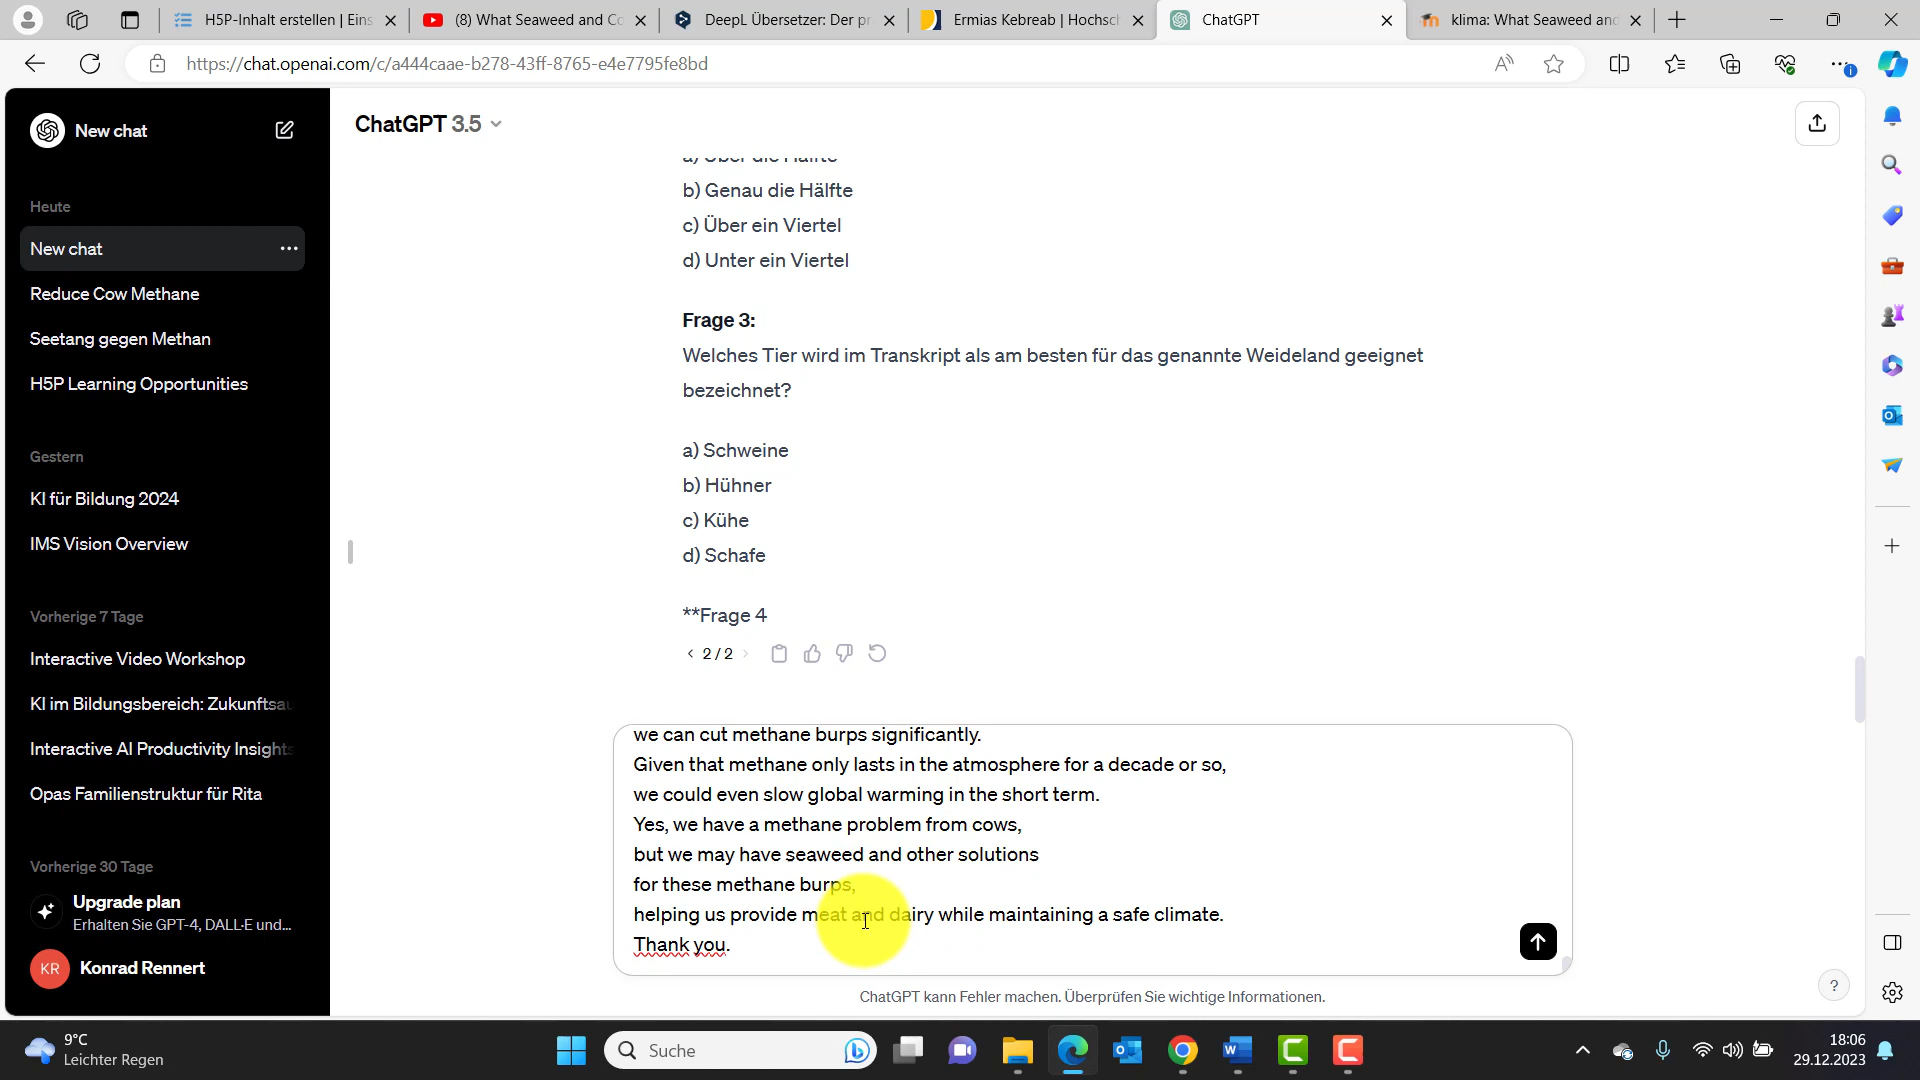 H5P-Inhalt erstellen | Eins
(8) What Seaweed and Co
DeepL Übersetzer: Der pr
Ermias Kebreab | Hochsch
ChatGPT
klima: What Seaweed and
https://chat.openai.com/c/a444caae-b278-43ff-8765-e4e7795fe8bd
New chat
Heute
New chat
Reduce Cow Methane
Seetang gegen Methan
H5P Learning Opportunities
Gestern
KI für Bildung 2024
IMS Vision Overview
Vorherige 7 Tage
Interactive Video Workshop
KI im Bildungsbereich: Zukunftsau
Interactive AI Productivity Insights
Opas Familienstruktur für Rita
Vorherige 30 Tage
Upgrade plan
Erhalten Sie GPT-4, DALL·E und...
KR
Konrad Rennert
ChatGPT 3.5
a) Über die Hälfte
b) Genau die Hälfte
c) Über ein Viertel
d) Unter ein Viertel
Frage 3:
Welches Tier wird im Transkript als am besten für das genannte Weideland geeignet
bezeichnet?
a) Schweine
b) Hühner
c) Kühe
d) Schafe
**Frage 4
2 / 2
we can cut methane burps significantly.
Given that methane only lasts in the atmosphere for a decade or so,
we could even slow global warming in the short term.
Yes, we have a methane problem from cows,
but we may have seaweed and other solutions
for these methane burps,
helping us provide meat and dairy while maintaining a safe climate.
Thank you.
ChatGPT kann Fehler machen. Überprüfen Sie wichtige Informationen.
?
9°C
Leichter Regen
Suche
18:06
29.12.2023